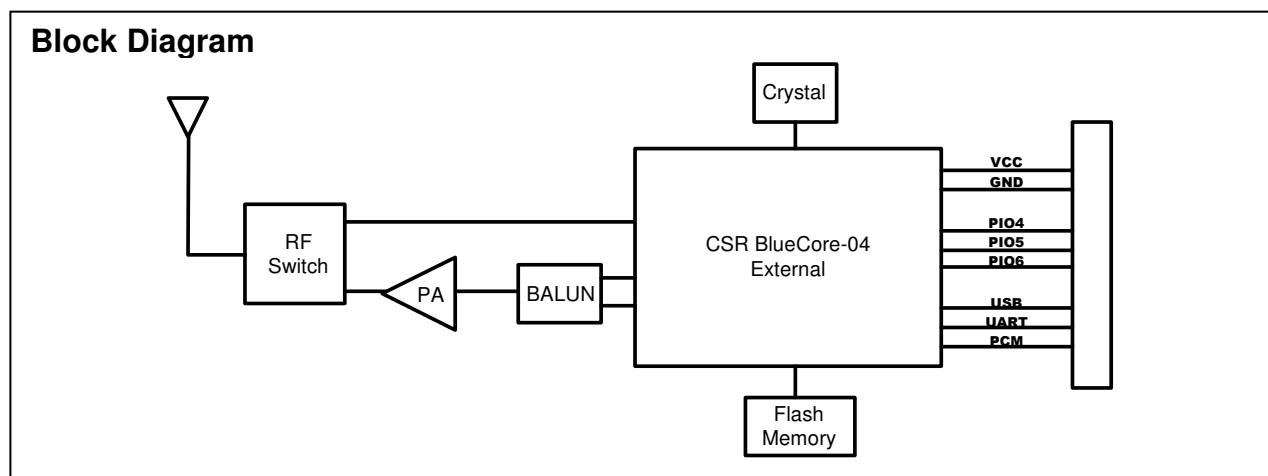 Block Diagram
Crystal
VCC
GND
PIO4
RF
Switch
CSR BlueCore-04
External
PIO5
PIO6
PA
BALUN
USB
UART
PCM
Flash
Memory